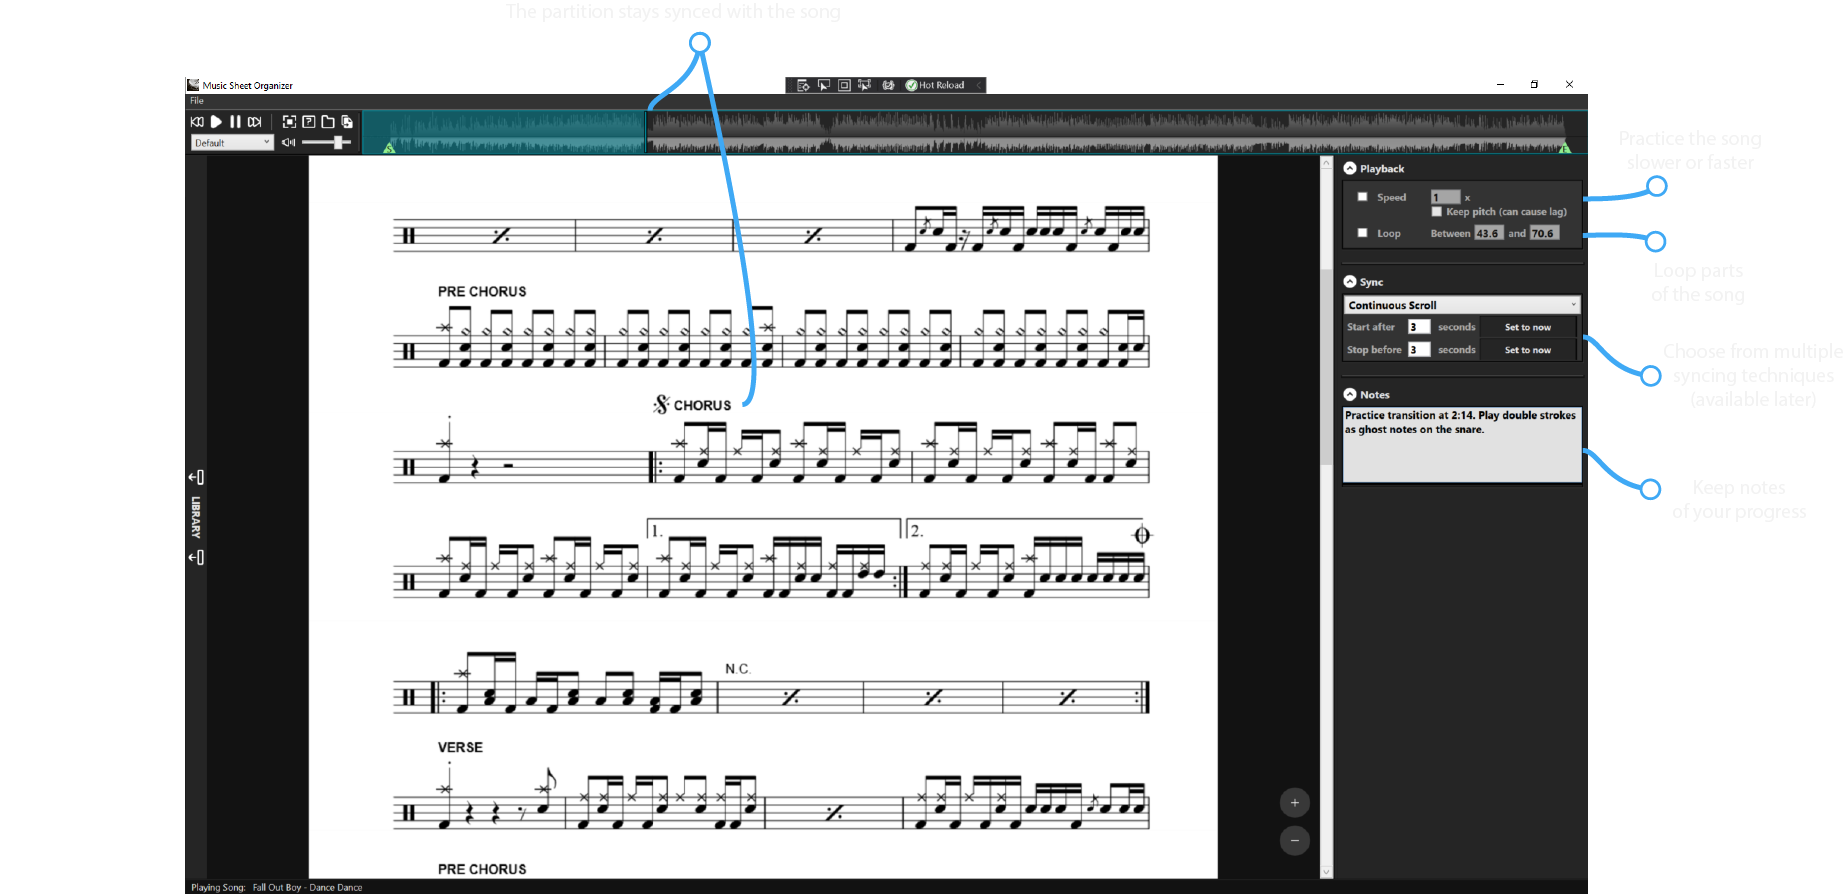 The partition stays synced with the song
Music Sheet Organizer
Hot Reload
File
Default
S
E
Practice the song
slower or faster
Playback
Speed 1 x
Keep pitch (can cause lag)
Loop Between 43.6 and 70.6
Loop parts
of the song
Sync
Continuous Scroll
Start after 3 seconds Set to now
Stop before 3 seconds Set to now
Choose from multiple
syncing techniques
(available later)
Notes
Practice transition at 2:14. Play double strokes
as ghost notes on the snare.
Keep notes
of your progress
LIBRARY
PRE CHORUS
CHORUS
1.
2.
N.C.
VERSE
PRE CHORUS
Playing Song: Fall Out Boy - Dance Dance